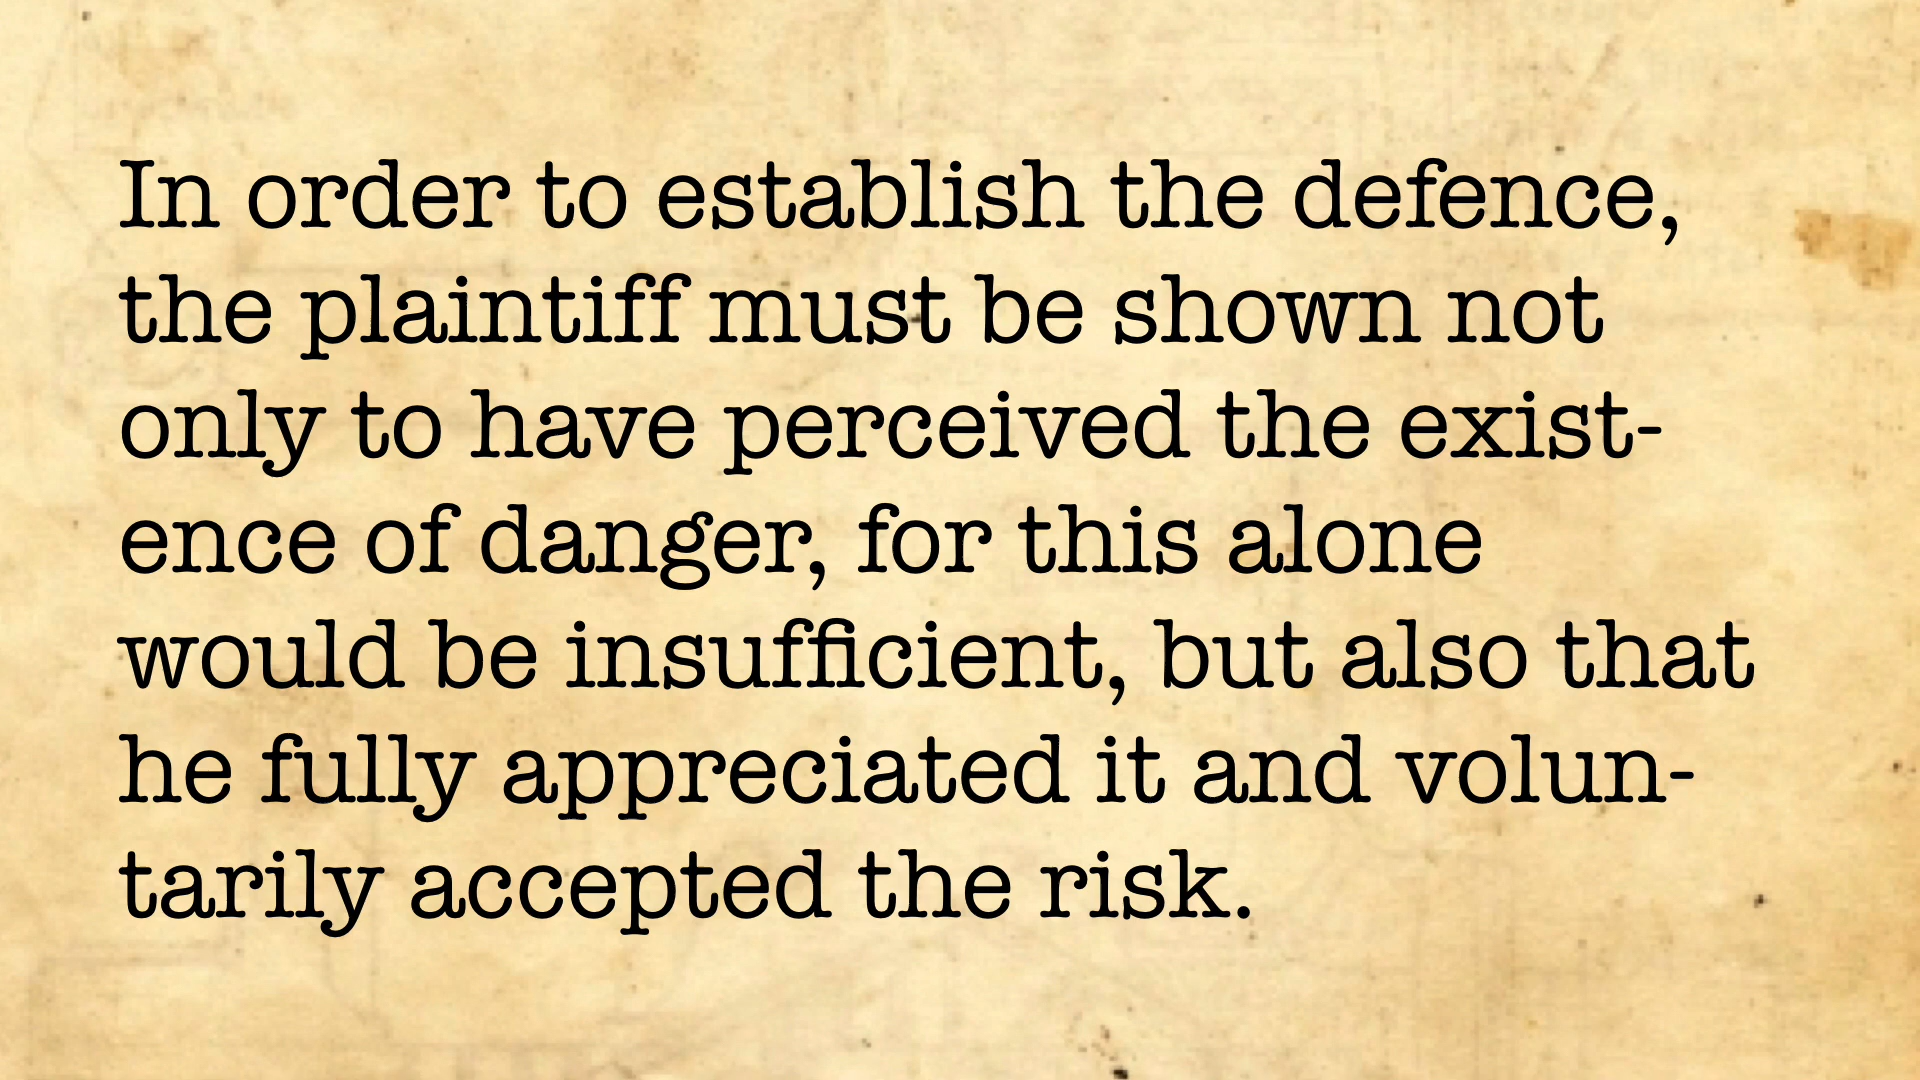 In order to establish the defence,
the plaintiff must be shown not
only to have perceived the exist-
ence of danger, for this alone
would be insufficient, but also that
he fully appreciated it and volun-
tarily accepted the risk.